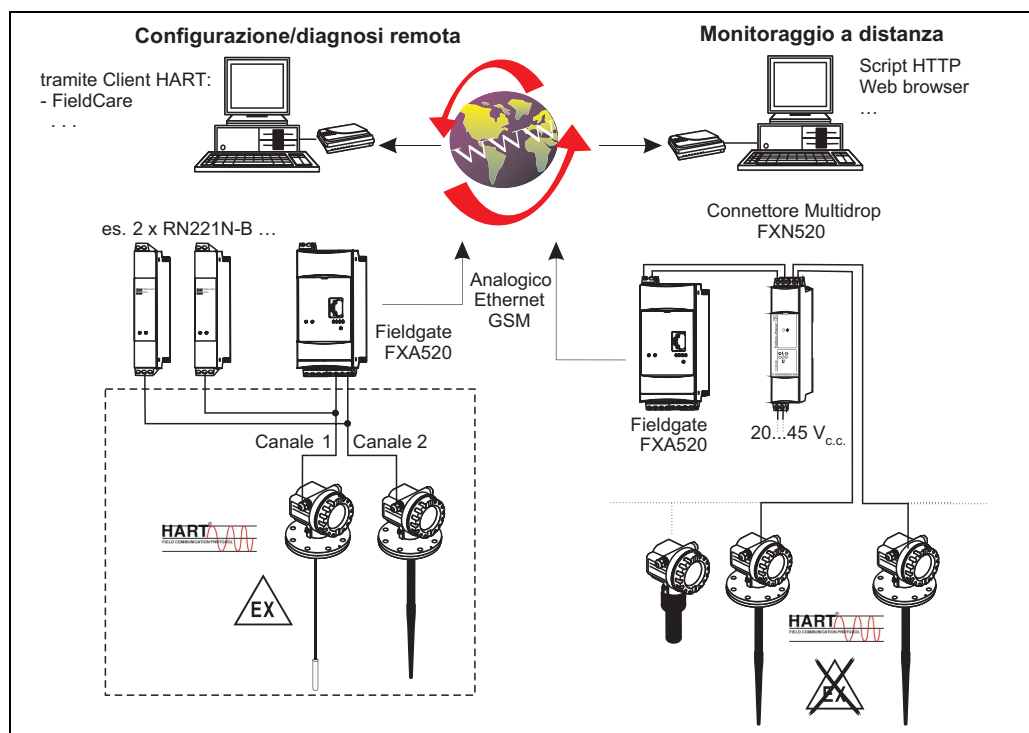 Configurazione/diagnosi remota
tramite Client HART:
- FieldCare
. . .
Monitoraggio a distanza
Script HTTP
Web browser
...
WWW
es. 2 x RN221N-B ...
Fieldgate
FXA520
Analogico
Ethernet
GSM
Connettore Multidrop
FXN520
Fieldgate
FXA520
20...45 Vc.c.
Canale 1
Canale 2
HART
FIELD COMMUNICATION PROTOCOL
EX
HART
FIELD COMMUNICATION PROTOCOL
EX